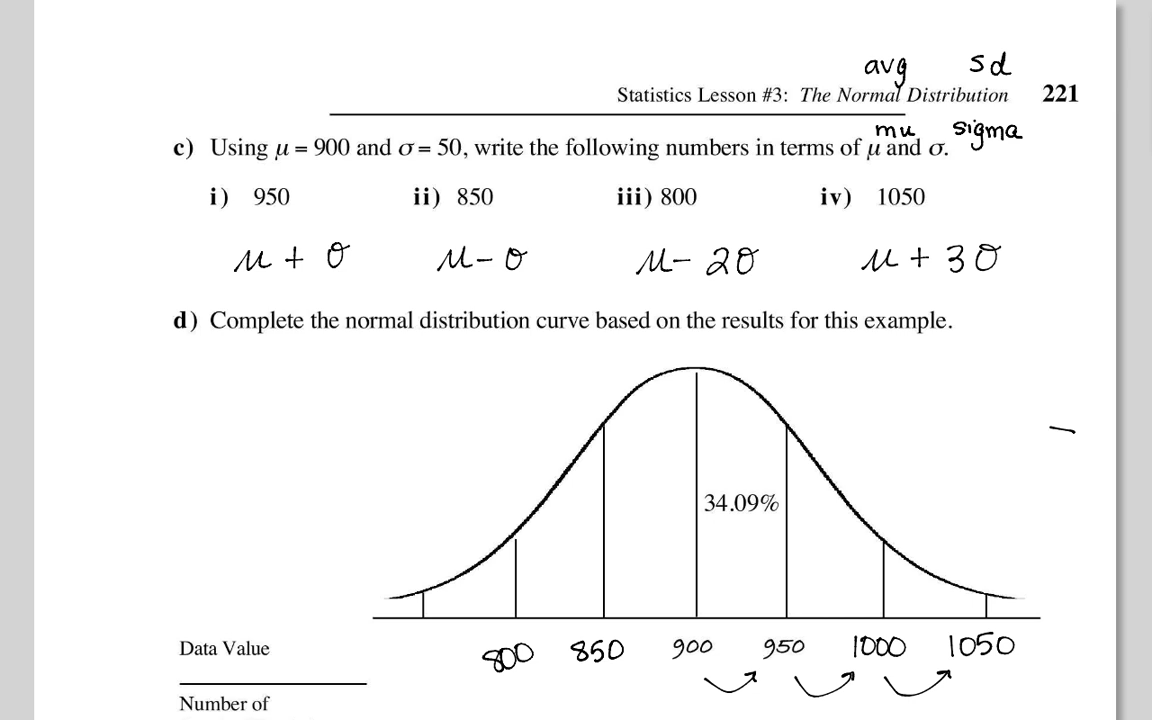 avg sd
Statistics Lesson #3: The Normal Distribution 221
mu sigma
c) Using μ = 900 and σ = 50, write the following numbers in terms of μ and σ.
i) 950 ii) 850 iii) 800 iv) 1050
μ + σ μ - σ μ - 2σ μ + 3σ
d) Complete the normal distribution curve based on the results for this example.
34.09%
Data Value 800 850 900 950 1000 1050
Number of